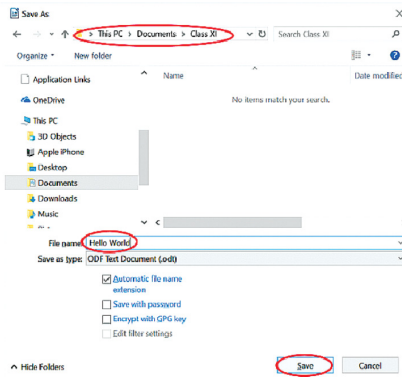 Save As
This PC > Documents > Class XI
Search Class XI
Organize
New folder
Application Links
Name
Date modified
OneDrive
No items match your search.
This PC
3D Objects
Apple iPhone
Desktop
Documents
Downloads
Music
File name: Hello World
Save as type: ODF Text Document (.odt)
Automatic file name
extension
Save with password
Encrypt with GPG key
Edit filter settings
Hide Folders
Save
Cancel